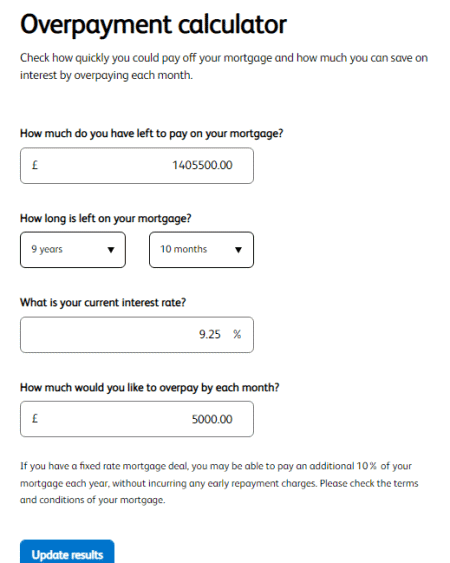 Overpayment calculator
Check how quickly you could pay off your mortgage and how much you can save on
interest by overpaying each month.
How much do you have left to pay on your mortgage?
£ 1405500.00
How long is left on your mortgage?
9 years ▼ 10 months ▼
What is your current interest rate?
9.25 %
How much would you like to overpay by each month?
£ 5000.00
If you have a fixed rate mortgage deal, you may be able to pay an additional 10% of your
mortgage each year, without incurring any early repayment charges. Please check the terms
and conditions of your mortgage.
Update results